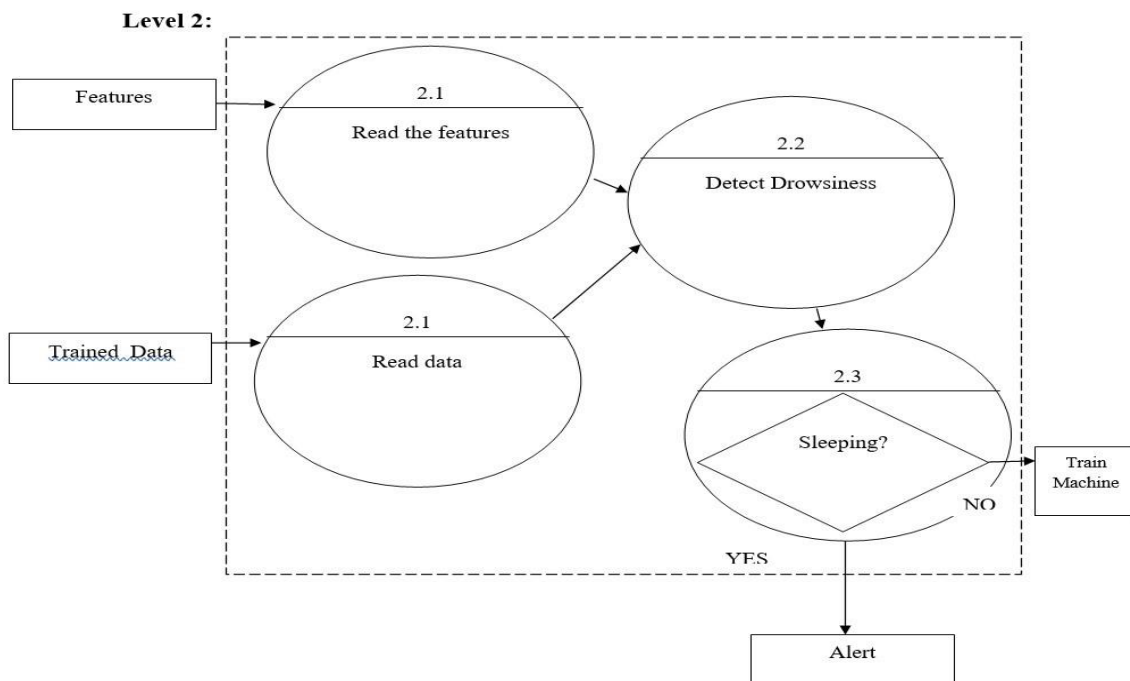 Level 2:
Features
2.1
Read the features
2.2
Detect Drowsiness
Trained Data
2.1
Read data
2.3
Sleeping?
NO
Train
Machine
YES
Alert